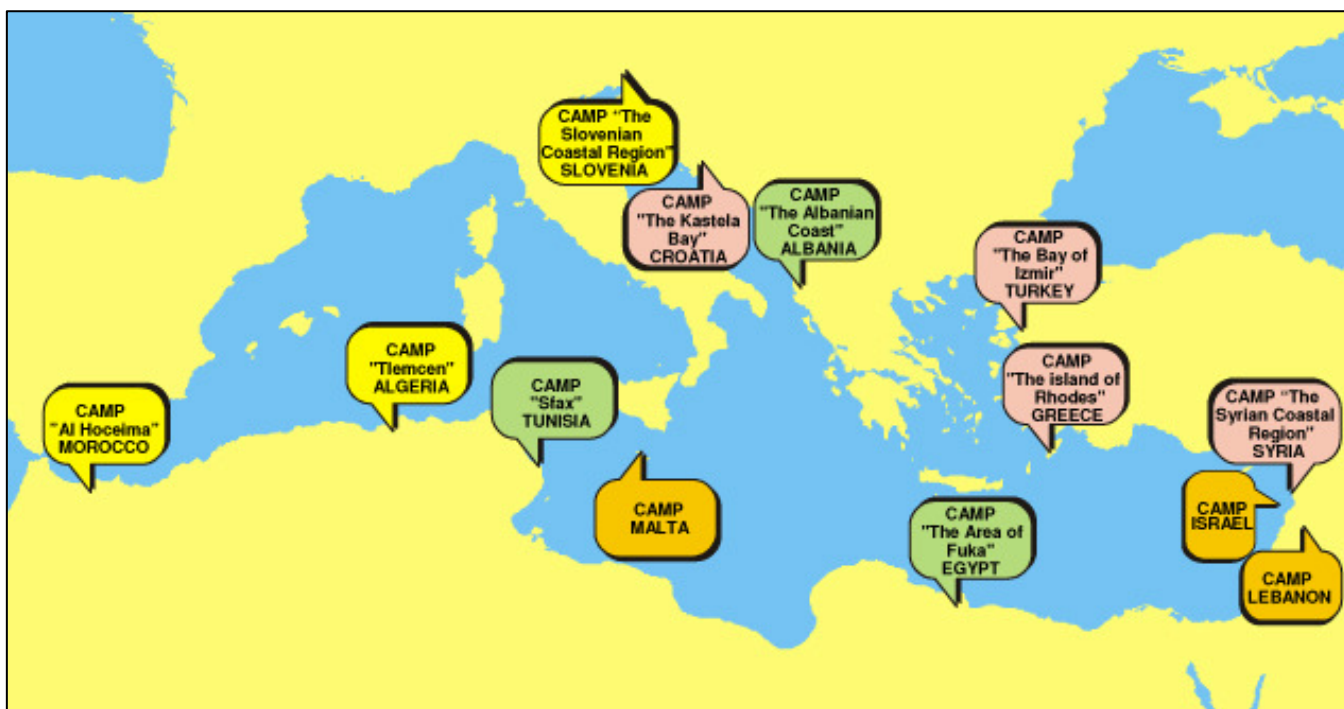 CAMP "The
Slovenian
Coastal Region"
SLOVENIA
CAMP
"The Kastela
Bay"
CROATIA
CAMP
"The Albanian
Coast"
ALBANIA
CAMP
"The Bay of
Izmir"
TURKEY
CAMP
"Tlemcen"
ALGERIA
CAMP
"Sfax"
TUNISIA
CAMP
"The island of
Rhodes"
GREECE
CAMP "The
Syrian Coastal
Region"
SYRIA
CAMP
"Al Hoceima"
MOROCCO
CAMP
MALTA
CAMP
"The Area of
Fuka"
EGYPT
CAMP
ISRAEL
CAMP
LEBANON